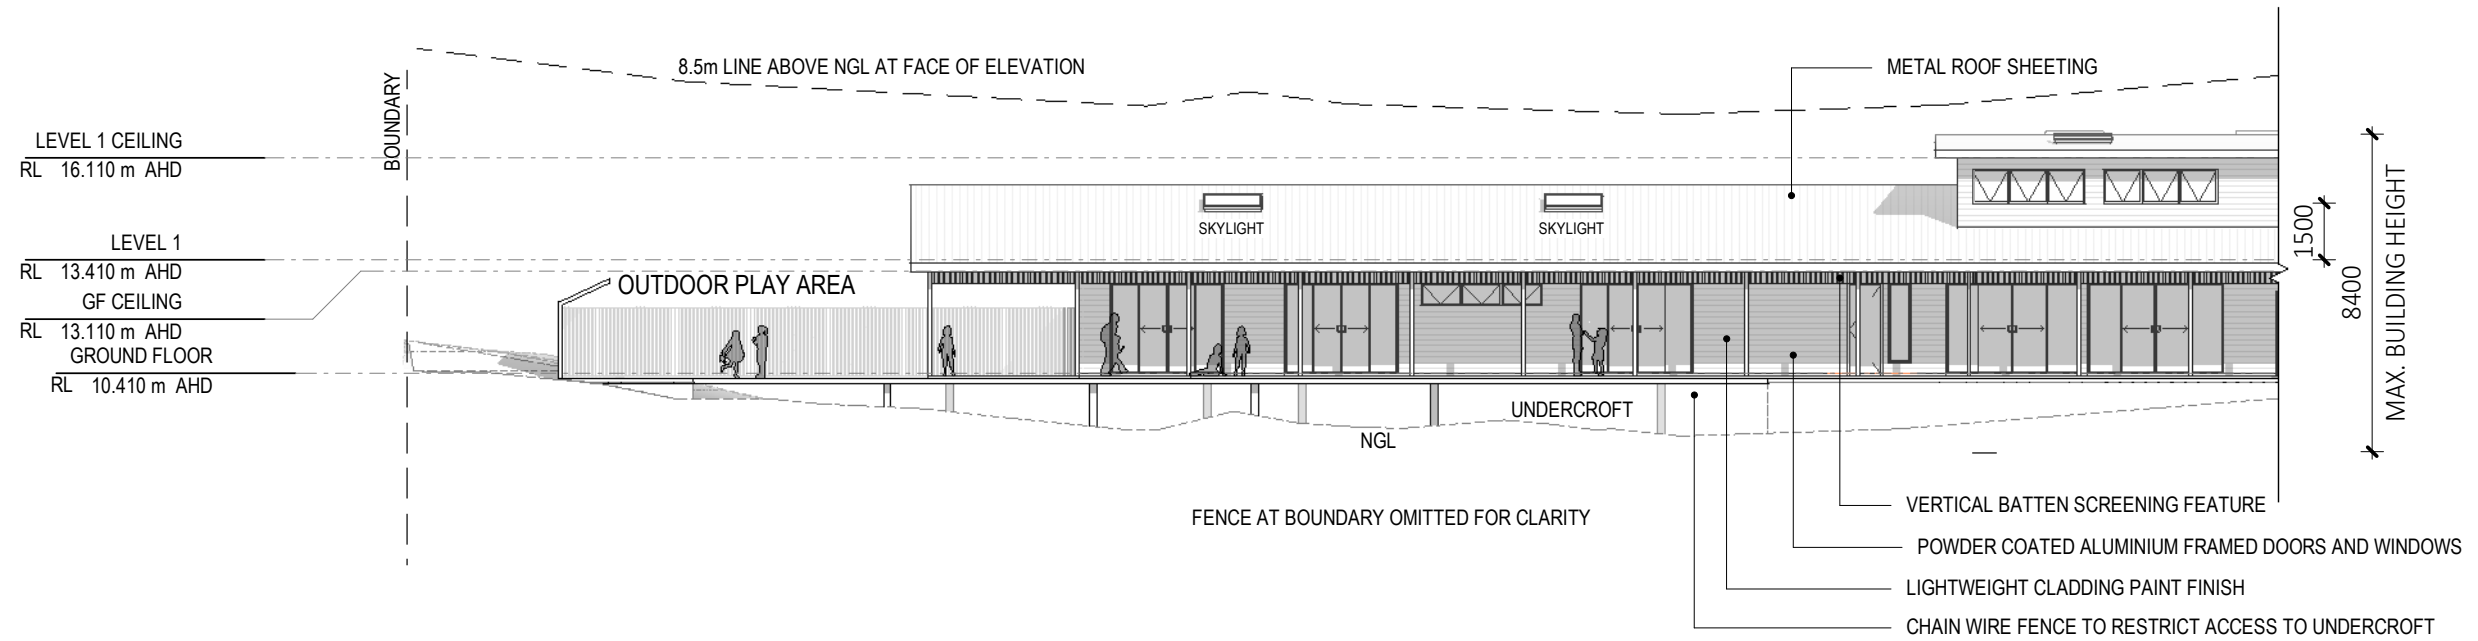 8.5m LINE ABOVE NGL AT FACE OF ELEVATION
METAL ROOF SHEETING
BOUNDARY
LEVEL 1 CEILING
RL 16.110 m AHD
LEVEL 1
RL 13.410 m AHD
GF CEILING
RL 13.110 m AHD
GROUND FLOOR
RL 10.410 m AHD
SKYLIGHT
SKYLIGHT
OUTDOOR PLAY AREA
1500
8400
MAX. BUILDING HEIGHT
UNDERCROFT
NGL
FENCE AT BOUNDARY OMITTED FOR CLARITY
VERTICAL BATTEN SCREENING FEATURE
POWDER COATED ALUMINIUM FRAMED DOORS AND WINDOWS
LIGHTWEIGHT CLADDING PAINT FINISH
CHAIN WIRE FENCE TO RESTRICT ACCESS TO UNDERCROFT